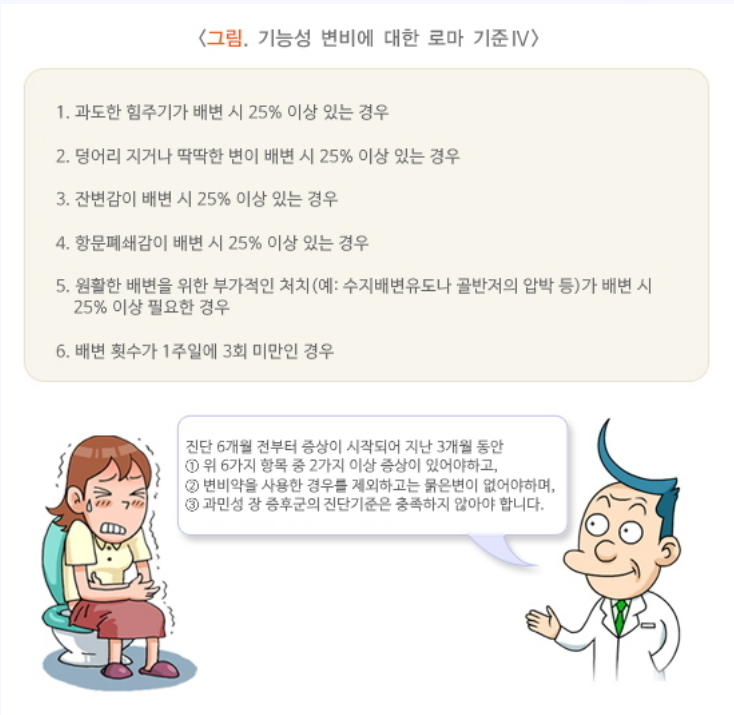 <그림. 기능성 변비에 대한 로마 기준Ⅳ>
1. 과도한 힘주기가 배변 시 25% 이상 있는 경우
2. 덩어리 지거나 딱딱한 변이 배변 시 25% 이상 있는 경우
3. 잔변감이 배변 시 25% 이상 있는 경우
4. 항문폐쇄감이 배변 시 25% 이상 있는 경우
5. 원활한 배변을 위한 부가적인 처치(예: 수지배변유도나 골반저의 압박 등)가 배변 시
25% 이상 필요한 경우
6. 배변 횟수가 1주일에 3회 미만인 경우
진단 6개월 전부터 증상이 시작되어 지난 3개월 동안
① 위 6가지 항목 중 2가지 이상 증상이 있어야하고,
② 변비약을 사용한 경우를 제외하고는 묽은변이 없어야하며,
③ 과민성 장 증후군의 진단기준은 충족하지 않아야 합니다.